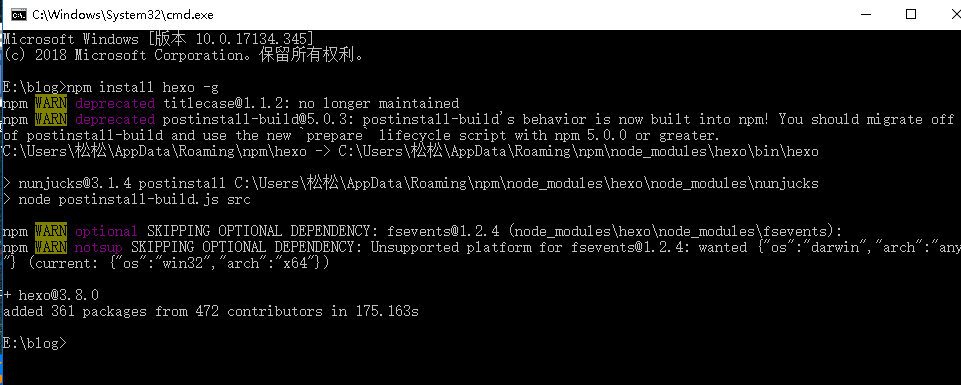 C:\Windows\System32\cmd.exe
Microsoft Windows [版本 10.0.17134.345]
(c) 2018 Microsoft Corporation。保留所有权利。
E:\blog>npm install hexo -g
npm WARN deprecated titlecase@1.1.2: no longer maintained
npm WARN deprecated postinstall-build@5.0.3: postinstall-build's behavior is now built into npm! You should migrate off
of postinstall-build and use the new `prepare` lifecycle script with npm 5.0.0 or greater.
C:\Users\松松\AppData\Roaming\npm\hexo -> C:\Users\松松\AppData\Roaming\npm\node_modules\hexo\bin\hexo
> nunjucks@3.1.4 postinstall C:\Users\松松\AppData\Roaming\npm\node_modules\hexo\node_modules\nunjucks
> node postinstall-build.js src
npm WARN optional SKIPPING OPTIONAL DEPENDENCY: fsevents@1.2.4 (node_modules\hexo\node_modules\fsevents):
npm WARN notsup SKIPPING OPTIONAL DEPENDENCY: Unsupported platform for fsevents@1.2.4: wanted {"os":"darwin","arch":"any
"} (current: {"os":"win32","arch":"x64"})
+ hexo@3.8.0
added 361 packages from 472 contributors in 175.163s
E:\blog>